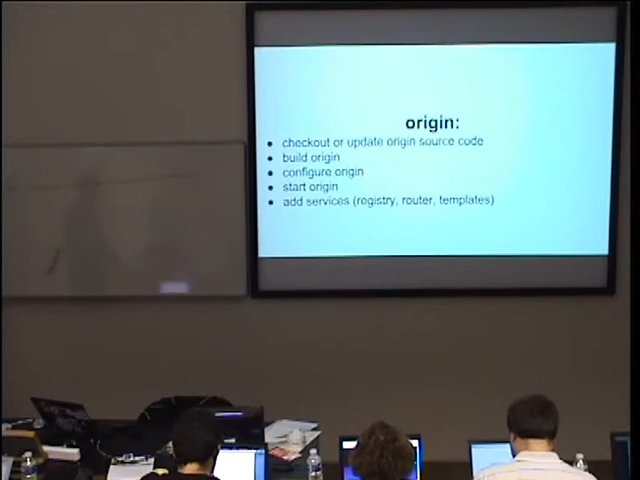 origin:
checkout or update origin source code
build origin
configure origin
start origin
add services (registry, router, templates)